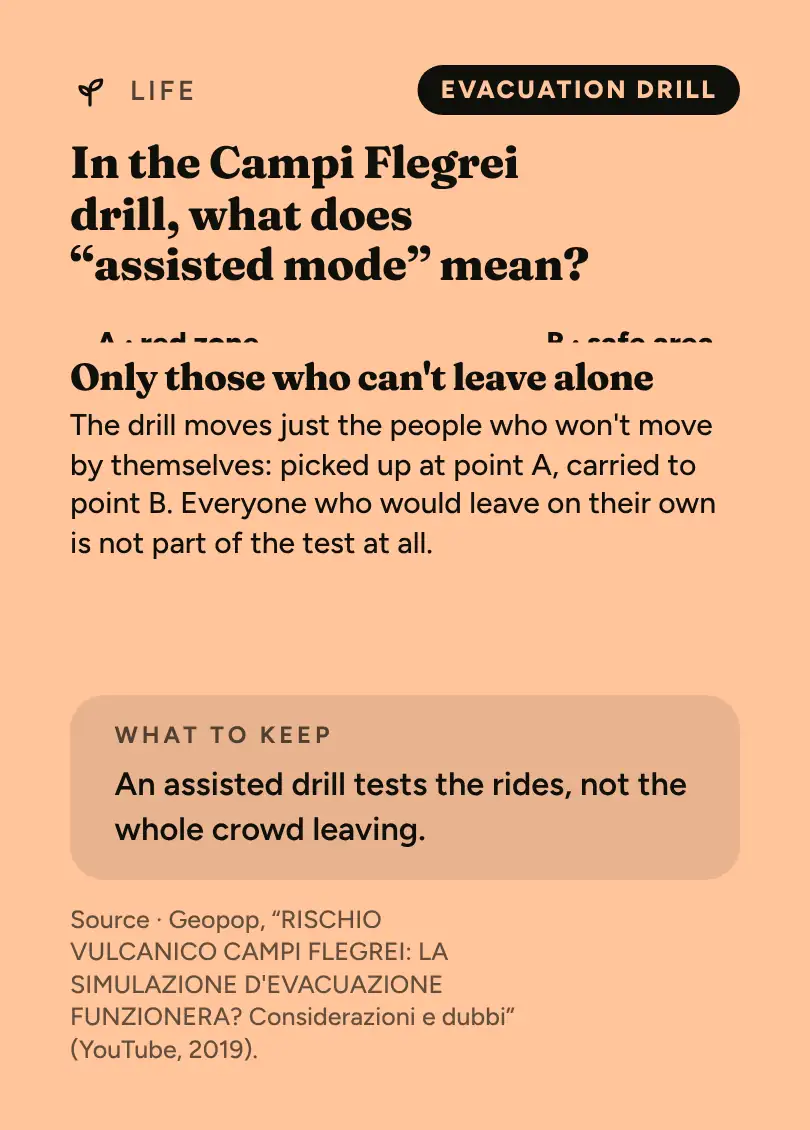 LIFE
EVACUATION DRILL
In the Campi Flegrei
drill, what does
“assisted mode” mean?
A · red zone
B · safe area
Only those who can't leave alone
The drill moves just the people who won't move
by themselves: picked up at point A, carried to
point B. Everyone who would leave on their own
is not part of the test at all.
WHAT TO KEEP
An assisted drill tests the rides, not the
whole crowd leaving.
Source · Geopop, “RISCHIO
VULCANICO CAMPI FLEGREI: LA
SIMULAZIONE D'EVACUAZIONE
FUNZIONERA? Considerazioni e dubbi”
(YouTube, 2019).